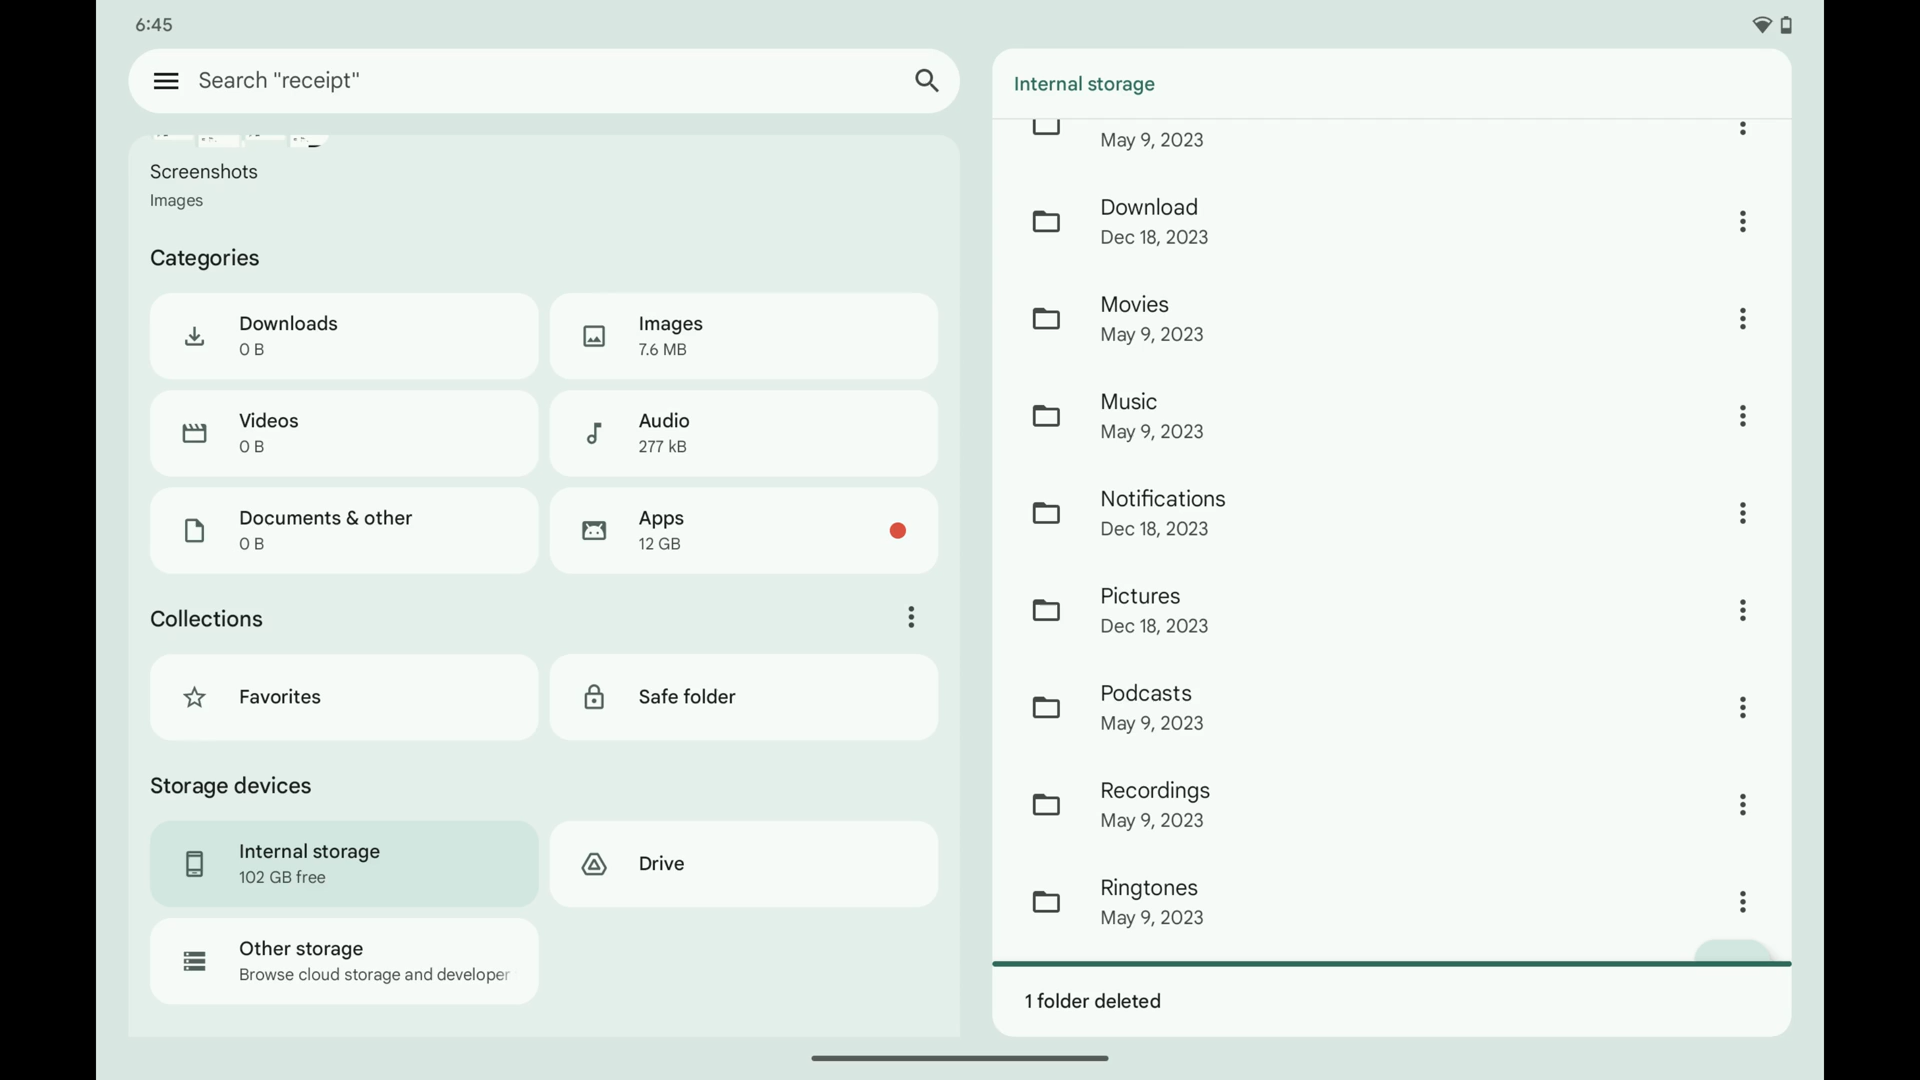 6:45
Search "receipt"
Screenshots
Images
Categories
Downloads
0 B
Images
7.6 MB
Videos
0 B
Audio
277 kB
Documents & other
0 B
Apps
12 GB
Collections
Favorites
Safe folder
Storage devices
Internal storage
102 GB free
Drive
Other storage
Browse cloud storage and developer
Internal storage
May 9, 2023
Download
Dec 18, 2023
Movies
May 9, 2023
Music
May 9, 2023
Notifications
Dec 18, 2023
Pictures
Dec 18, 2023
Podcasts
May 9, 2023
Recordings
May 9, 2023
Ringtones
May 9, 2023
1 folder deleted